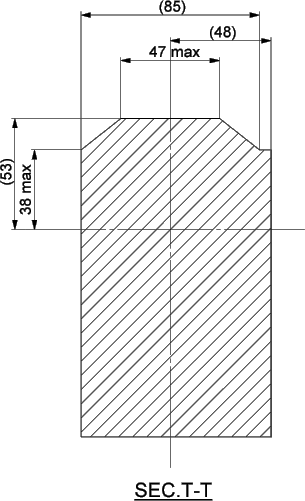 (85)
(48)
47 max
(53)
38 max
SEC.T-T